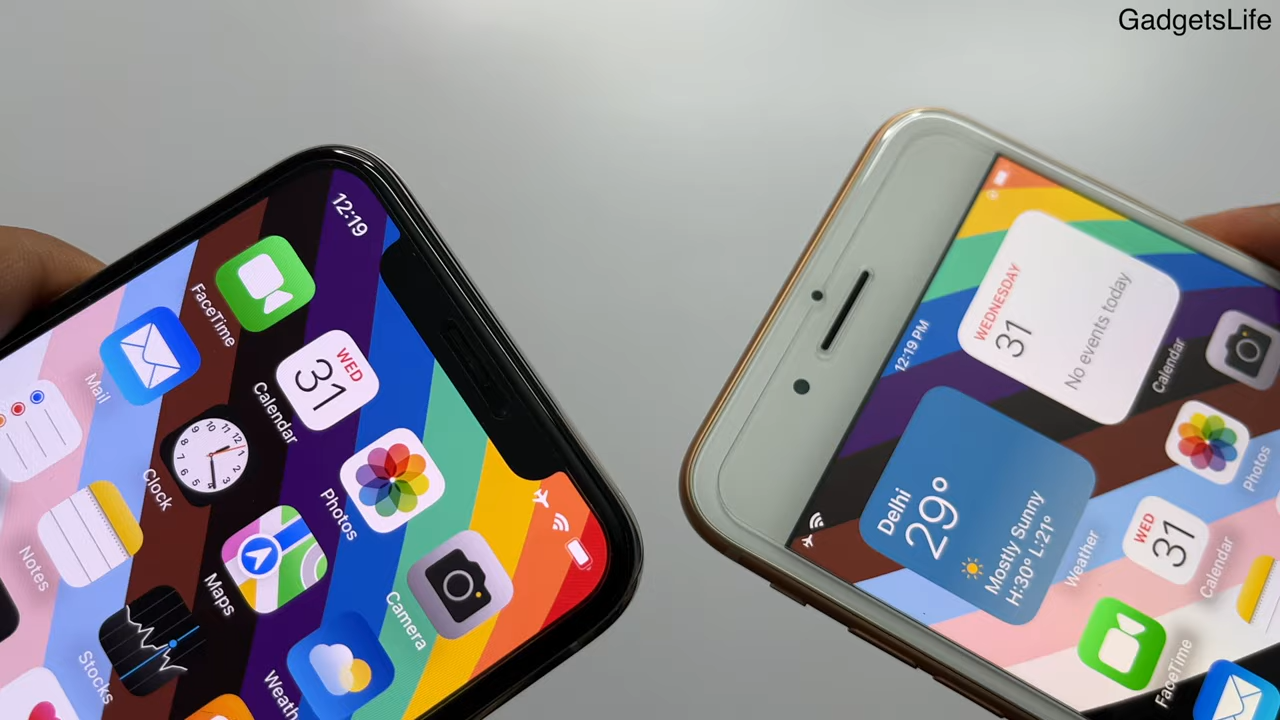 GadgetsLife
12:19
FaceTime
WED
31
Calendar
Photos
Camera
Mail
Clock
Maps
Weath
Notes
Stocks
12:19 PM
WEDNESDAY
31
No events today
Calendar
Delhi
29°
Mostly Sunny
H:30° L:21°
Weather
Photos
WED
31
Calendar
FaceTime